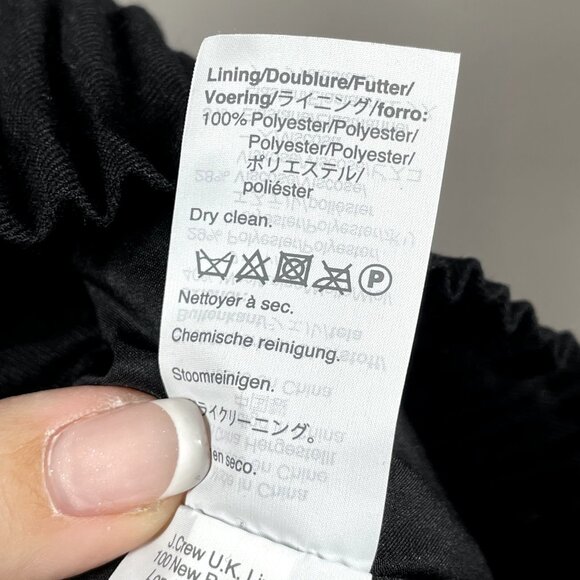 Lining/Doublure/Futter/
Voering/ライニング/forro:
100% Polyester/Polyester/
Polyester/Polyester/
ポリエステル/
poliéster
Dry clean.
P
Nettoyer à sec.
Chemische reinigung.
Stoomreinigen.
ライクリーニング。
en seco.
J.Crew U.K. Li
100 New B